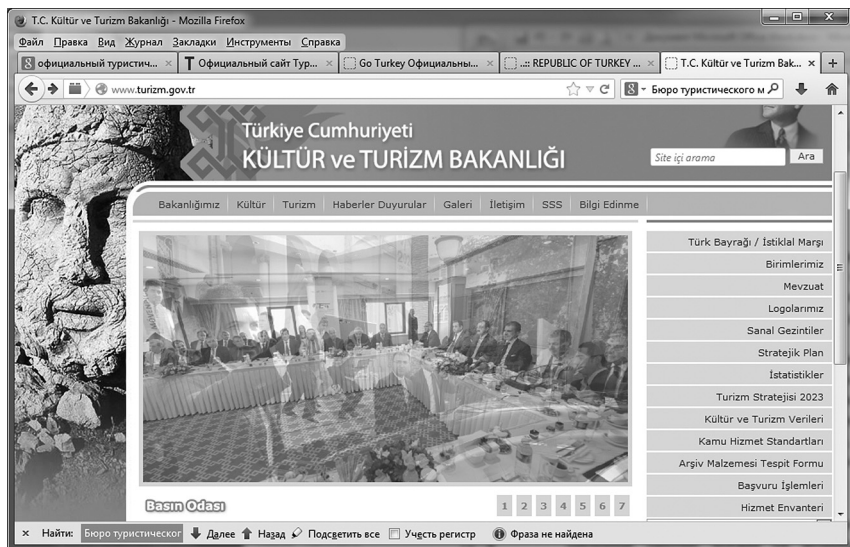 T.C. Kültür ve Turizm Bakanlığı - Mozilla Firefox
Файл Правка Вид Журнал Закладки Инструменты Справка
официальный туристич... × Официальный сайт Тур... × Go Turkey Официальны... × ..:: REPUBLIC OF TURKEY ... × T.C. Kültür ve Turizm Bak... × +
www.turizm.gov.tr Бюро туристического м
Türkiye Cumhuriyeti
KÜLTÜR ve TURİZM BAKANLIĞI
Site içi arama Ara
Bakanlığımız Kültür Turizm Haberler Duyurular Galeri İletişim SSS Bilgi Edinme
Türk Bayrağı / İstiklal Marşı
Birimlerimiz
Mevzuat
Logolarımız
Sanal Gezintiler
Stratejik Plan
İstatistikler
Turizm Stratejisi 2023
Kültür ve Turizm Verileri
Kamu Hizmet Standartları
Arşiv Malzemesi Tespit Formu
Başvuru İşlemleri
Hizmet Envanteri
Basın Odası 1 2 3 4 5 6 7
× Найти: Бюро туристическог Далее Назад Подсветить все Учесть регистр Фраза не найдена